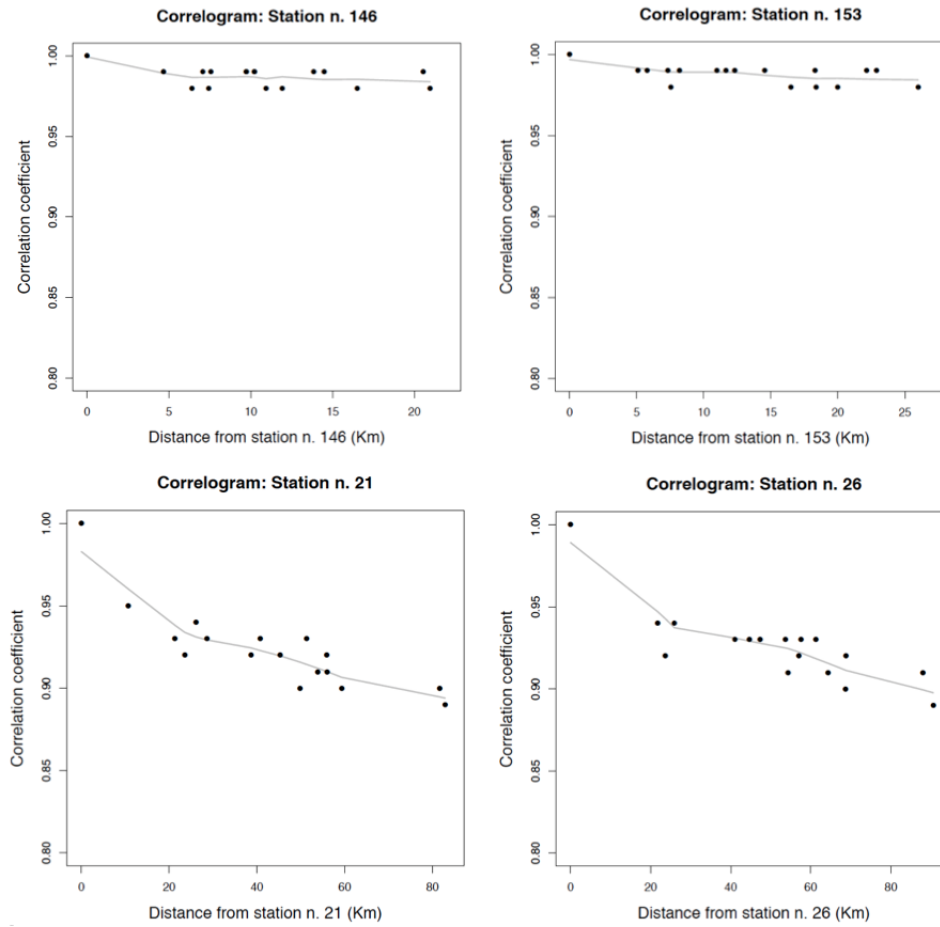 Correlogram: Station n. 146
Correlation coefficient
1.00
0.95
0.90
0.85
0.80
0 5 10 15 20
Distance from station n. 146 (Km)
Correlogram: Station n. 153
Correlation coefficient
1.00
0.95
0.90
0.85
0.80
0 5 10 15 20 25
Distance from station n. 153 (Km)
Correlogram: Station n. 21
Correlation coefficient
1.00
0.95
0.90
0.85
0.80
0 20 40 60 80
Distance from station n. 21 (Km)
Correlogram: Station n. 26
Correlation coefficient
1.00
0.95
0.90
0.85
0.80
0 20 40 60 80
Distance from station n. 26 (Km)